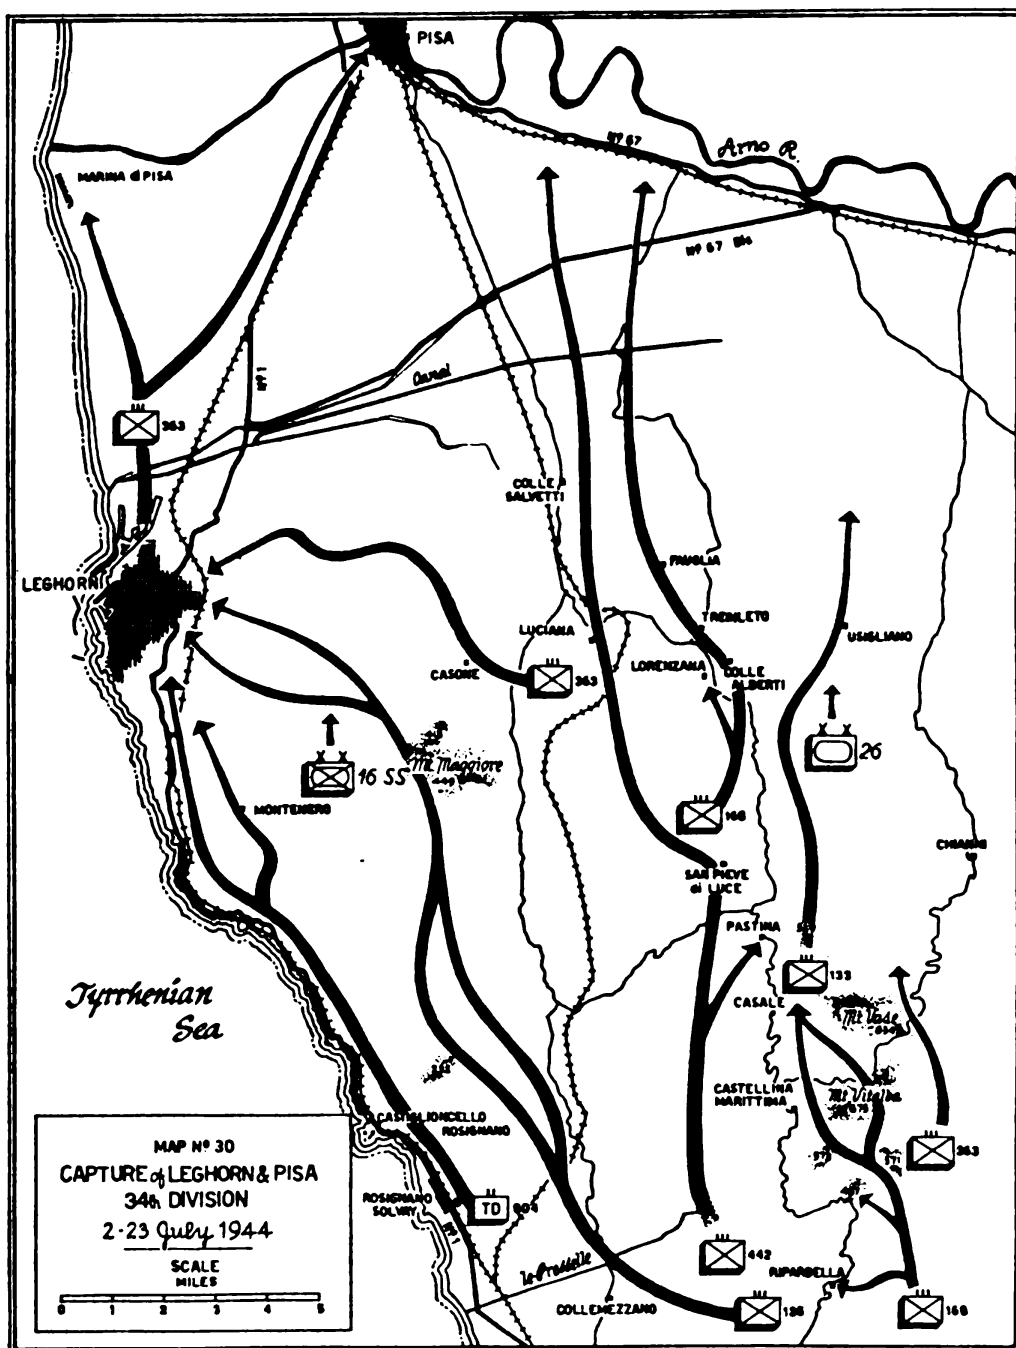 PISA
Nº 67
Arno R.
MARINA di PISA
Nº 67 Bis
Nº 1
Canal
363
COLLE
SALVETTI
LEGHORN
FAUGLIA
TREMLETO
LUCIANA
USIGLIANO
LORENZANA
COLLE
ALBERTI
CASONE
363
26
16 SS
Mt. Maggiore
MONTENERO
168
CHIANNI
SAN PIEVE
di LUCE
PASTINA
133
CASALE
Mt Vase
Tyrrhenian
Sea
CASTELLINA
MARITTIMA
Mt Vitalba
CASTIGLIONCELLO
ROSIGNANO
363
571
MAP Nº 30
CAPTURE of LEGHORN & PISA
34th DIVISION
2-23 July 1944
SCALE
MILES
0 1 2 3 4 5
ROSIGNANO
SOLVAY
TD
804
Nº 1
442
RIPARBELLA
COLLEMEZZANO
135
168